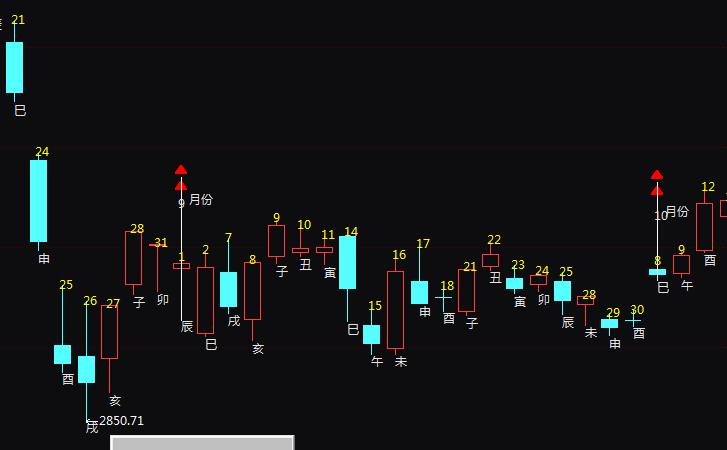 21
巳
24
申
25
酉
26
戌
2850.71
27
亥
28
子
31
卯
9 月份
1
辰
2
巳
7
戌
8
亥
9
子
10
丑
11
寅
14
巳
15
午
16
未
17
申
18
酉
21
子
22
丑
23
寅
24
卯
25
辰
28
未
29
申
30
酉
10 月份
8
巳
9
午
12
酉